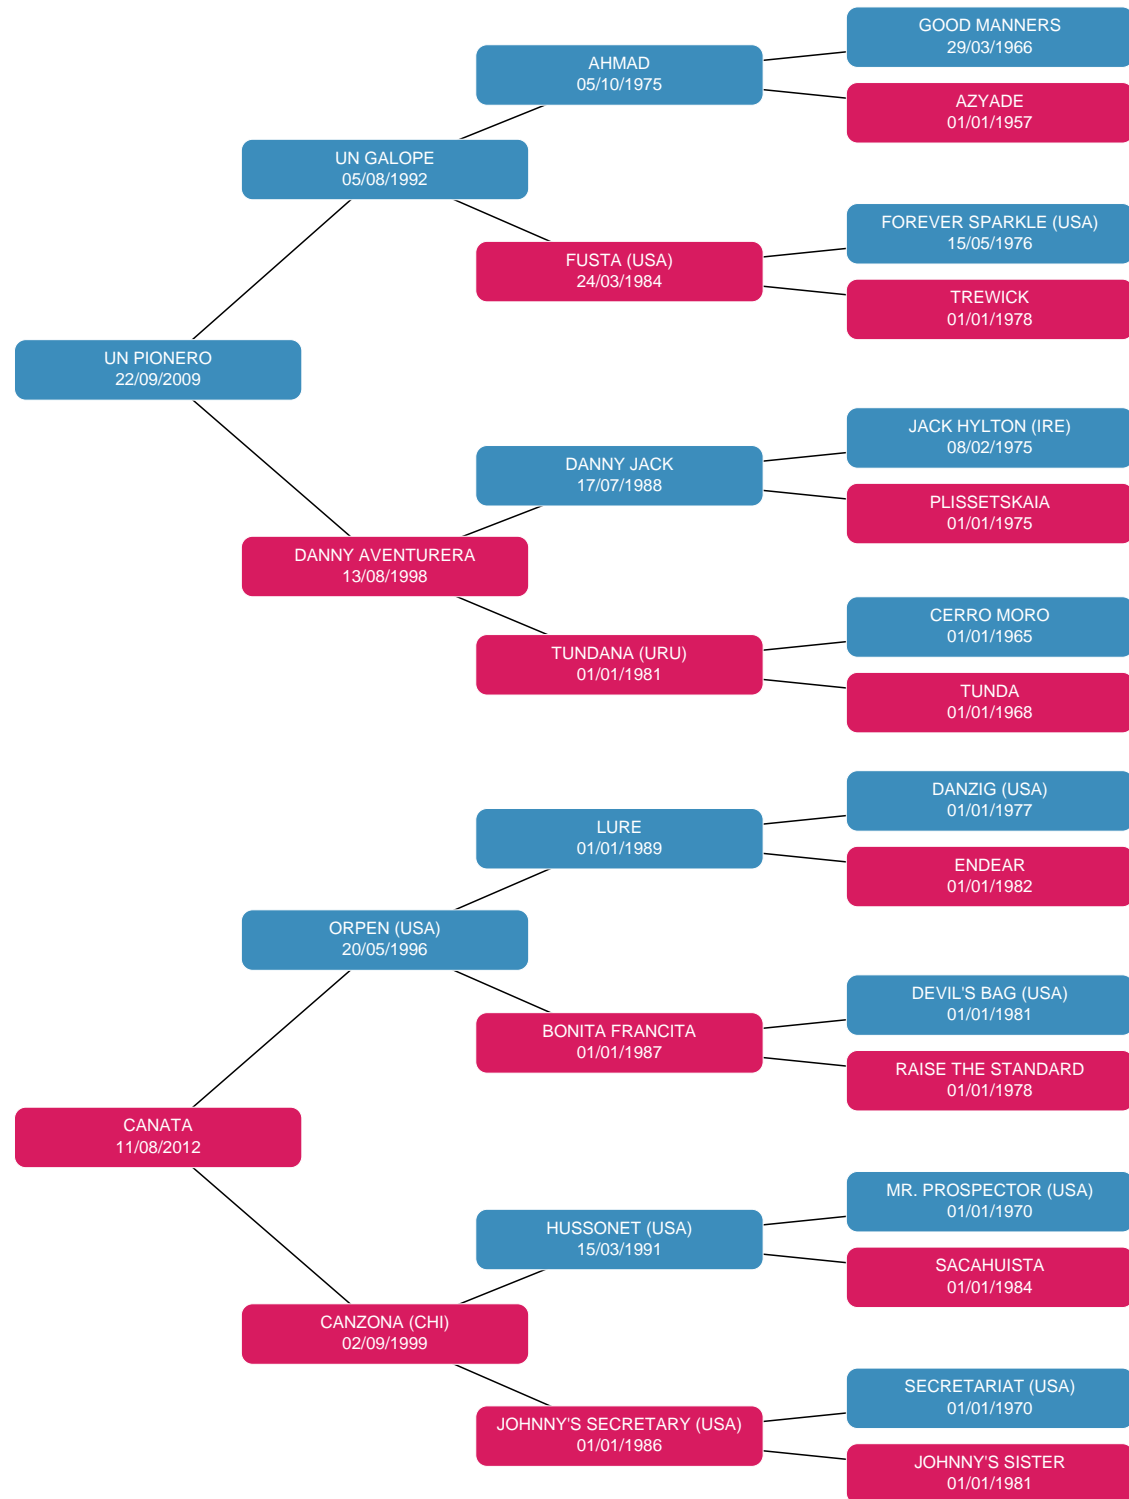 GOOD MANNERS
29/03/1966
AHMAD
05/10/1975
AZYADE
01/01/1957
UN GALOPE
05/08/1992
FOREVER SPARKLE (USA)
15/05/1976
FUSTA (USA)
24/03/1984
TREWICK
01/01/1978
UN PIONERO
22/09/2009
JACK HYLTON (IRE)
08/02/1975
DANNY JACK
17/07/1988
PLISSETSKAIA
01/01/1975
DANNY AVENTURERA
13/08/1998
CERRO MORO
01/01/1965
TUNDANA (URU)
01/01/1981
TUNDA
01/01/1968
DANZIG (USA)
01/01/1977
LURE
01/01/1989
ENDEAR
01/01/1982
ORPEN (USA)
20/05/1996
DEVIL'S BAG (USA)
01/01/1981
BONITA FRANCITA
01/01/1987
RAISE THE STANDARD
01/01/1978
CANATA
11/08/2012
MR. PROSPECTOR (USA)
01/01/1970
HUSSONET (USA)
15/03/1991
SACAHUISTA
01/01/1984
CANZONA (CHI)
02/09/1999
SECRETARIAT (USA)
01/01/1970
JOHNNY'S SECRETARY (USA)
01/01/1986
JOHNNY'S SISTER
01/01/1981